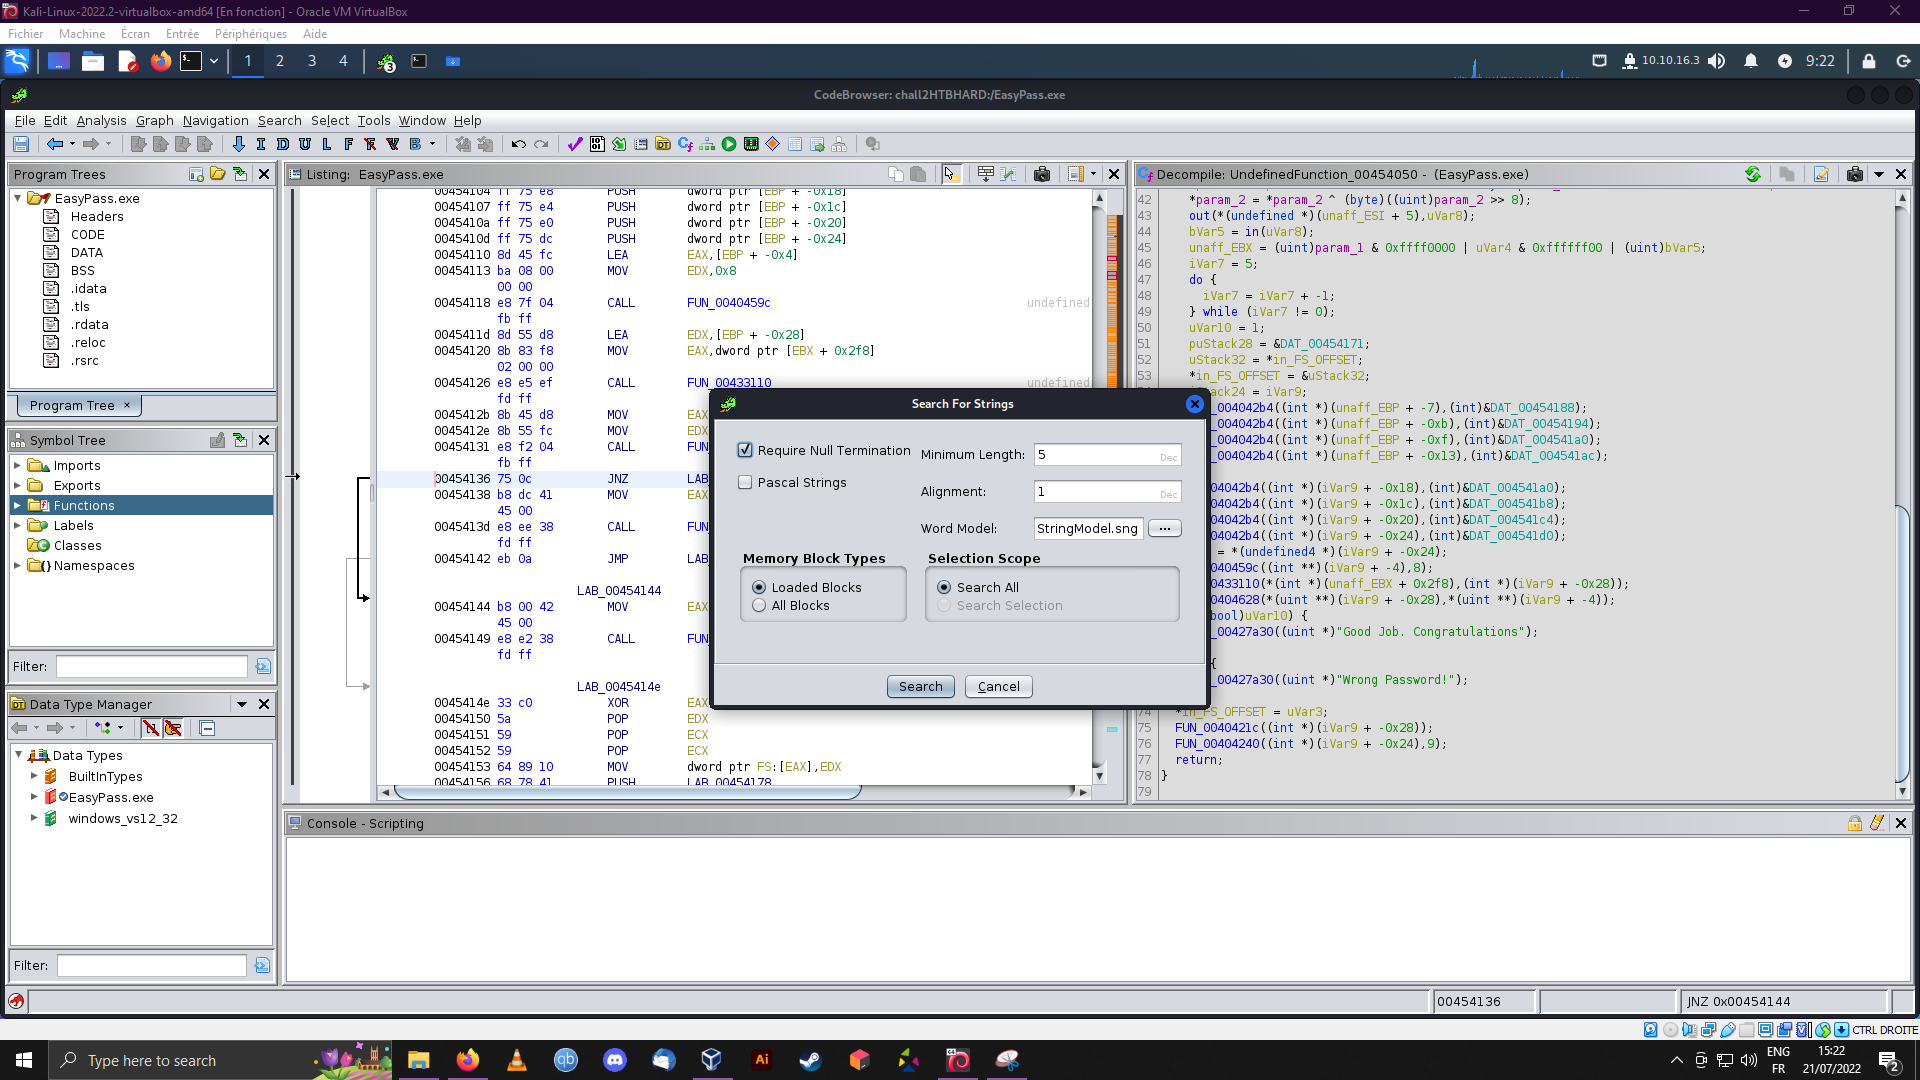 Kali-Linux-2022.2-virtualbox-amd64 [En fonction] - Oracle VM VirtualBox
Fichier Machine Écran Entrée Périphériques Aide
1 2 3 4 3 10.10.16.3 9:22
CodeBrowser: chall2HTBHARD:/EasyPass.exe
File Edit Analysis Graph Navigation Search Select Tools Window Help
I D U L F B
Program Trees
EasyPass.exe
Headers
CODE
DATA
BSS
.idata
.tls
.rdata
.reloc
.rsrc
Program Tree ×
Symbol Tree
Imports
Exports
Functions
Labels
Classes
Namespaces
Filter:
Data Type Manager
Data Types
BuiltInTypes
EasyPass.exe
windows_vs12_32
Filter:
Listing: EasyPass.exe
00454104 ff 75 e8 PUSH dword ptr [EBP + -0x18]
00454107 ff 75 e4 PUSH dword ptr [EBP + -0x1c]
0045410a ff 75 e0 PUSH dword ptr [EBP + -0x20]
0045410d ff 75 dc PUSH dword ptr [EBP + -0x24]
00454110 8d 45 fc LEA EAX,[EBP + -0x4]
00454113 ba 08 00 MOV EDX,0x8
00 00
00454118 e8 7f 04 CALL FUN_0040459c undefined
fb ff
0045411d 8d 55 d8 LEA EDX,[EBP + -0x28]
00454120 8b 83 f8 MOV EAX,dword ptr [EBX + 0x2f8]
02 00 00
00454126 e8 e5 ef CALL FUN_00433110 undefined
fd ff
0045412b 8b 45 d8 MOV EAX
0045412e 8b 55 fc MOV EDX
00454131 e8 f2 04 CALL FUN_
fb ff
00454136 75 0c JNZ LAB_
00454138 b8 dc 41 MOV EAX
45 00
0045413d e8 ee 38 CALL FUN_
fd ff
00454142 eb 0a JMP LAB_
LAB_00454144
00454144 b8 00 42 MOV EAX
45 00
00454149 e8 e2 38 CALL FUN_
fd ff
LAB_0045414e
0045414e 33 c0 XOR EAX
00454150 5a POP EDX
00454151 59 POP ECX
00454152 59 POP ECX
00454153 64 89 10 MOV dword ptr FS:[EAX],EDX
00454156 68 78 41 PUSH LAB_00454178
Decompile: UndefinedFunction_00454050 - (EasyPass.exe)
42 *param_2 = *param_2 ^ (byte)((uint)param_2 >> 8);
43 out(*(undefined *)(unaff_ESI + 5),uVar8);
44 bVar5 = in(uVar8);
45 unaff_EBX = (uint)param_1 & 0xffff0000 | uVar4 & 0xffffff00 | (uint)bVar5;
46 iVar7 = 5;
47 do {
48 iVar7 = iVar7 + -1;
49 } while (iVar7 != 0);
50 uVar10 = 1;
51 puStack28 = &DAT_00454171;
52 uStack32 = *in_FS_OFFSET;
53 *in_FS_OFFSET = &uStack32;
tack24 = iVar9;
_004042b4((int *)(unaff_EBP + -7),(int)&DAT_00454188);
_004042b4((int *)(unaff_EBP + -0xb),(int)&DAT_00454194);
_004042b4((int *)(unaff_EBP + -0xf),(int)&DAT_004541a0);
_004042b4((int *)(unaff_EBP + -0x13),(int)&DAT_004541ac);
004042b4((int *)(iVar9 + -0x18),(int)&DAT_004541a0);
004042b4((int *)(iVar9 + -0x1c),(int)&DAT_004541b8);
004042b4((int *)(iVar9 + -0x20),(int)&DAT_004541c4);
004042b4((int *)(iVar9 + -0x24),(int)&DAT_004541d0);
= *(undefined4 *)(iVar9 + -0x24);
0040459c((int **)(iVar9 + -4),8);
00433110(*(int *)(unaff_EBX + 0x2f8),(int *)(iVar9 + -0x28));
00404628(*(uint **)(iVar9 + -0x28),*(uint **)(iVar9 + -4));
bool)uVar10) {
_00427a30((uint *)"Good Job. Congratulations");
{
_00427a30((uint *)"Wrong Password!");
74 *in_FS_OFFSET = uVar3;
75 FUN_0040421c((int *)(iVar9 + -0x28));
76 FUN_00404240((int *)(iVar9 + -0x24),9);
77 return;
78 }
79
Search For Strings
Require Null Termination
Minimum Length: 5 Dec
Pascal Strings
Alignment: 1 Dec
Word Model: StringModel.sng ...
Memory Block Types
Loaded Blocks
All Blocks
Selection Scope
Search All
Search Selection
Search Cancel
Console - Scripting
00454136 JNZ 0x00454144
CTRL DROITE
Type here to search
qb Ai
ENG
FR
15:22
21/07/2022
2